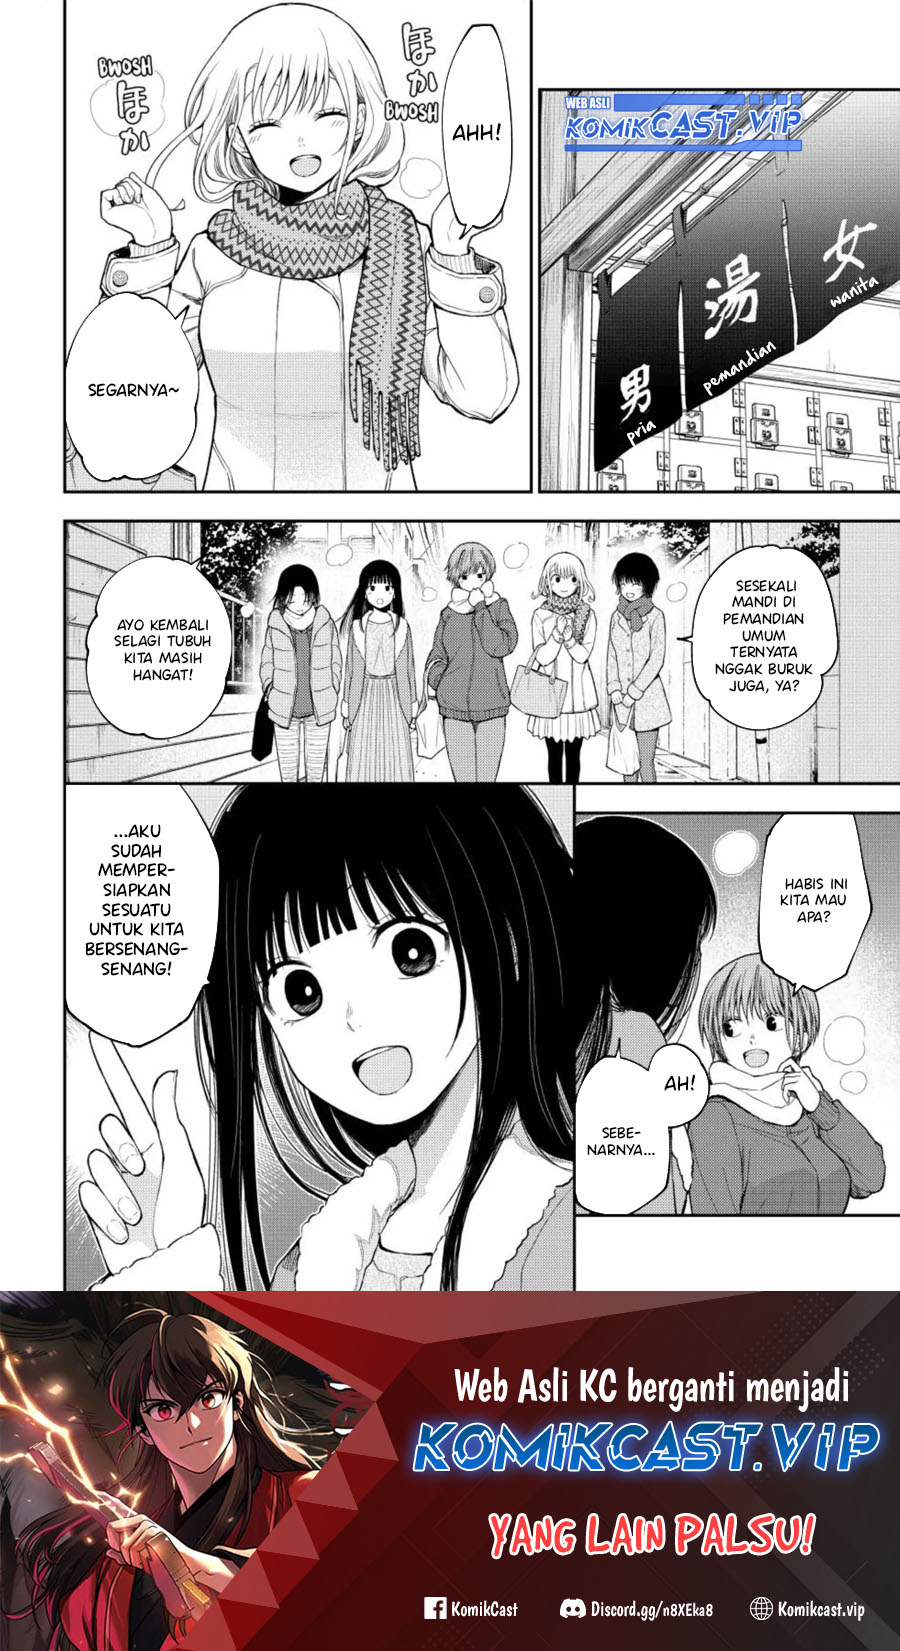 WEB ASLI
KOMIKCAST.VIP
女
wanita
湯
pemandian
男
pria
AHH!
ほか
BWOSH
BWOSH
ほか
SEGARNYA~
SESEKALI
MANDI DI
PEMANDIAN
UMUM
TERNYATA
NGGAK BURUK
JUGA, YA?
AYO KEMBALI
SELAGI TUBUH
KITA MASIH
HANGAT!
HABIS INI
KITA MAU
APA?
AH!
SEBE-
NARNYA...
...AKU
SUDAH
MEMPER-
SIAPKAN
SESUATU
UNTUK KITA
BERSENANG-
SENANG!
Web Asli KC berganti menjadi
KOMIKCAST.VIP
YANG LAIN PALSU!
KomikCast
Discord.gg/n8XEka8
Komikcast.vip